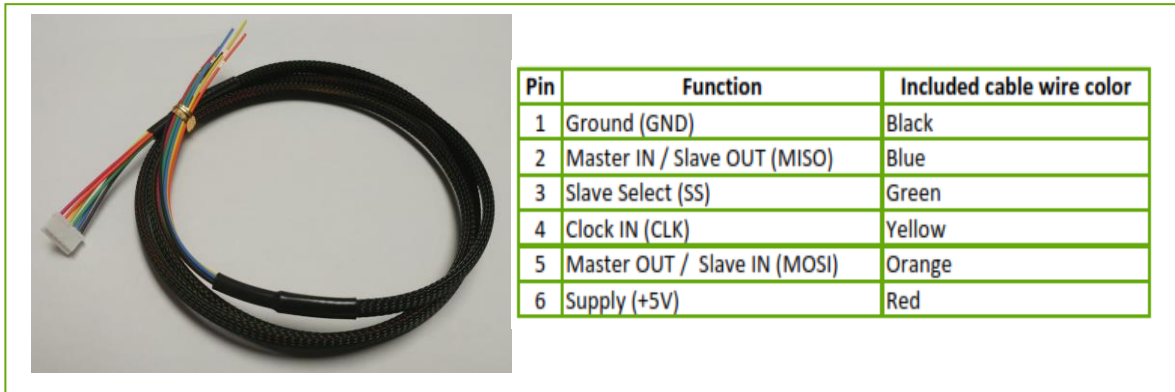 Pin Function Included cable wire color
1 Ground (GND) Black
2 Master IN / Slave OUT (MISO) Blue
3 Slave Select (SS) Green
4 Clock IN (CLK) Yellow
5 Master OUT / Slave IN (MOSI) Orange
6 Supply (+5V) Red